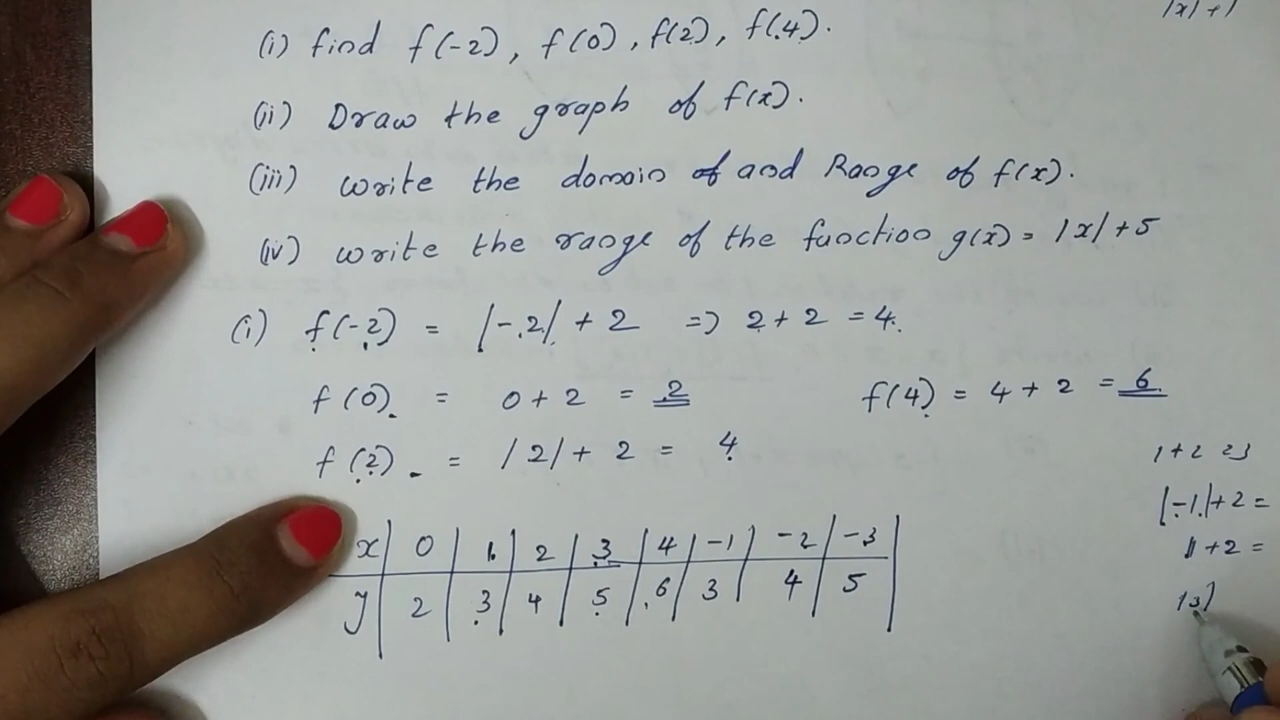 |x|+1
(i) find f(-2), f(0), f(2), f(4).
(ii) Draw the graph of f(x).
(iii) write the domain of and Range of f(x).
(iv) write the range of the function g(x) = |x|+5
(i) f(-2) = |-2| + 2 => 2+2 = 4.
f(0) = 0+2 = 2 f(4) = 4+2 = 6
f(2) = |2| + 2 = 4
1+2 = 3
|-1|+2 =
1+2 =
|3|
x | 0 | 1 | 2 | 3 | 4 | -1 | -2 | -3 |
y | 2 | 3 | 4 | 5 | 6 | 3 | 4 | 5 |